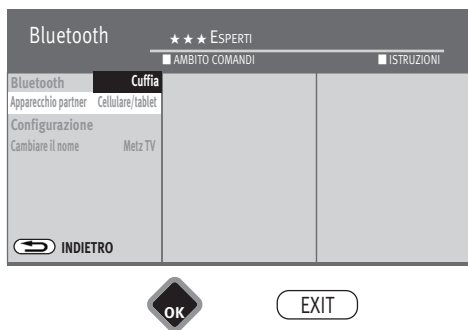 Bluetooth
★★★ ESPERTI
AMBITO COMANDI ISTRUZIONI
Bluetooth Cuffia
Apparecchio partner Cellulare/tablet
Configurazione
Cambiare il nome Metz TV
INDIETRO
OK EXIT